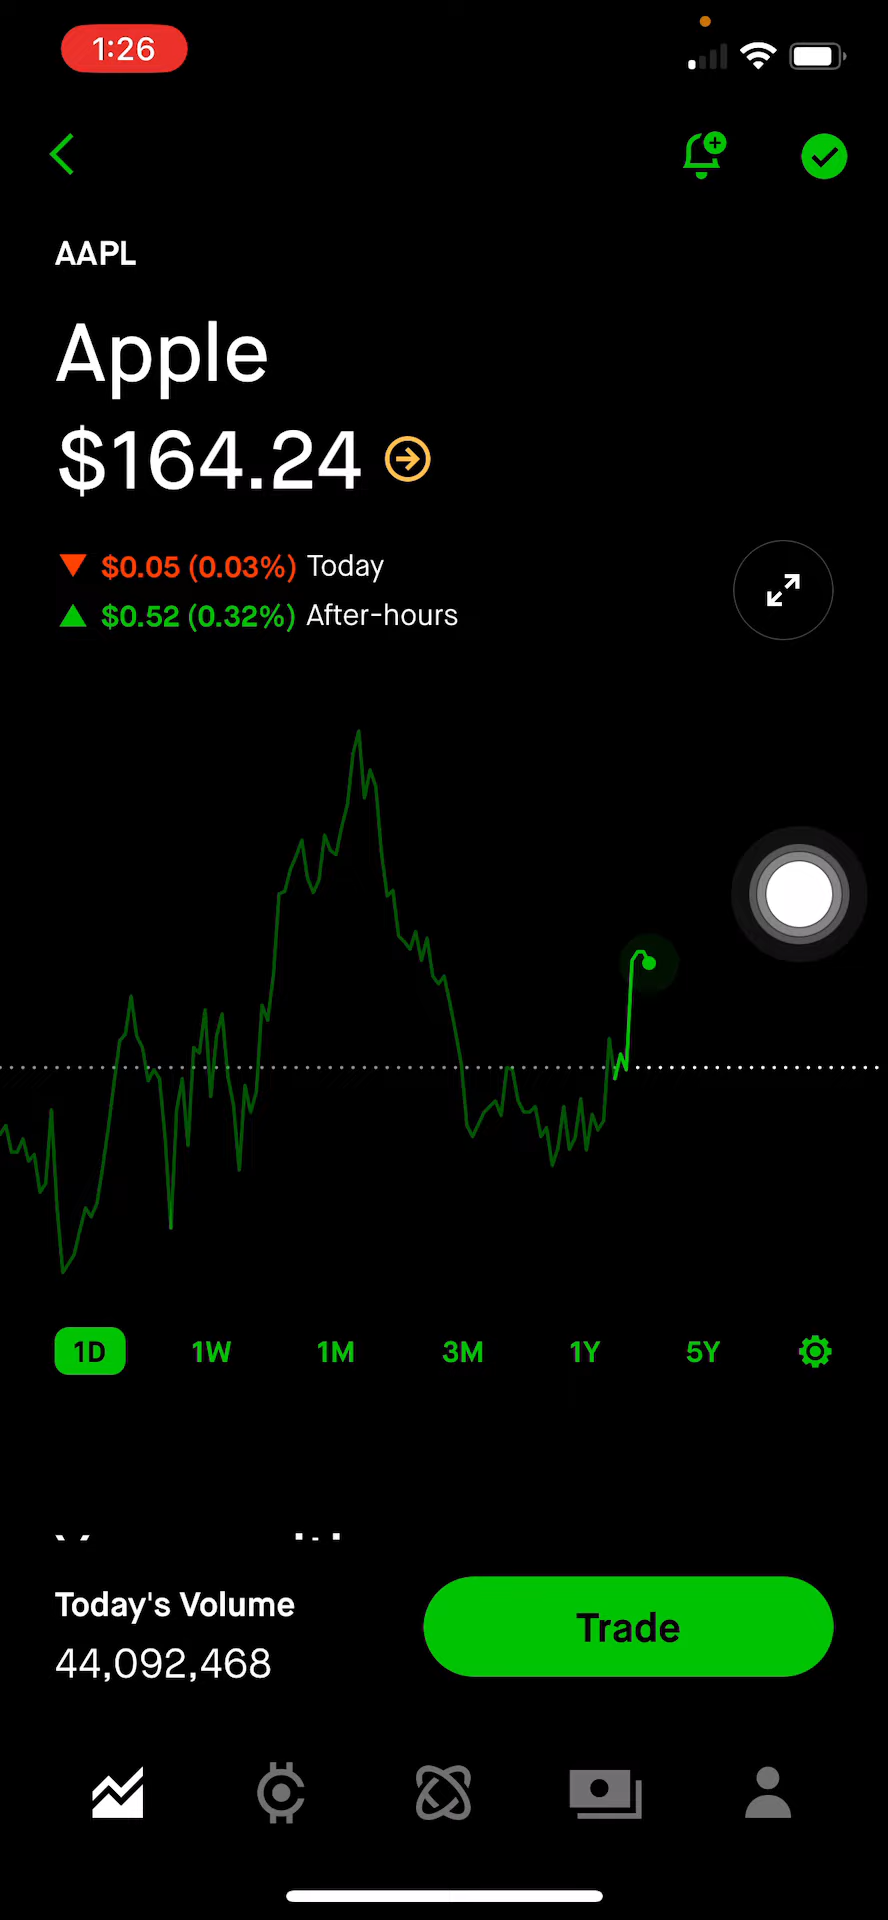 1:26
AAPL
Apple
$164.24
$0.05 (0.03%) Today
$0.52 (0.32%) After-hours
1D 1W 1M 3M 1Y 5Y
Today's Volume
44,092,468
Trade